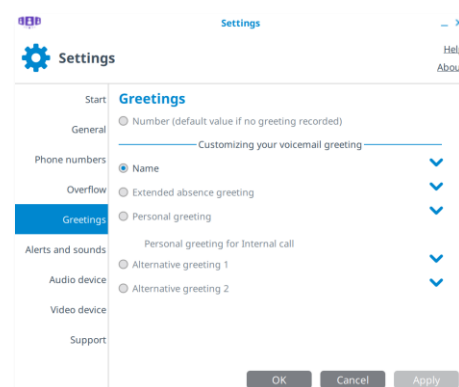 Settings
Settings
Help
About
Start
General
Phone numbers
Overflow
Greetings
Alerts and sounds
Audio device
Video device
Support
Greetings
Number (default value if no greeting recorded)
Customizing your voicemail greeting
Name
Extended absence greeting
Personal greeting
Personal greeting for Internal call
Alternative greeting 1
Alternative greeting 2
OK
Cancel
Apply